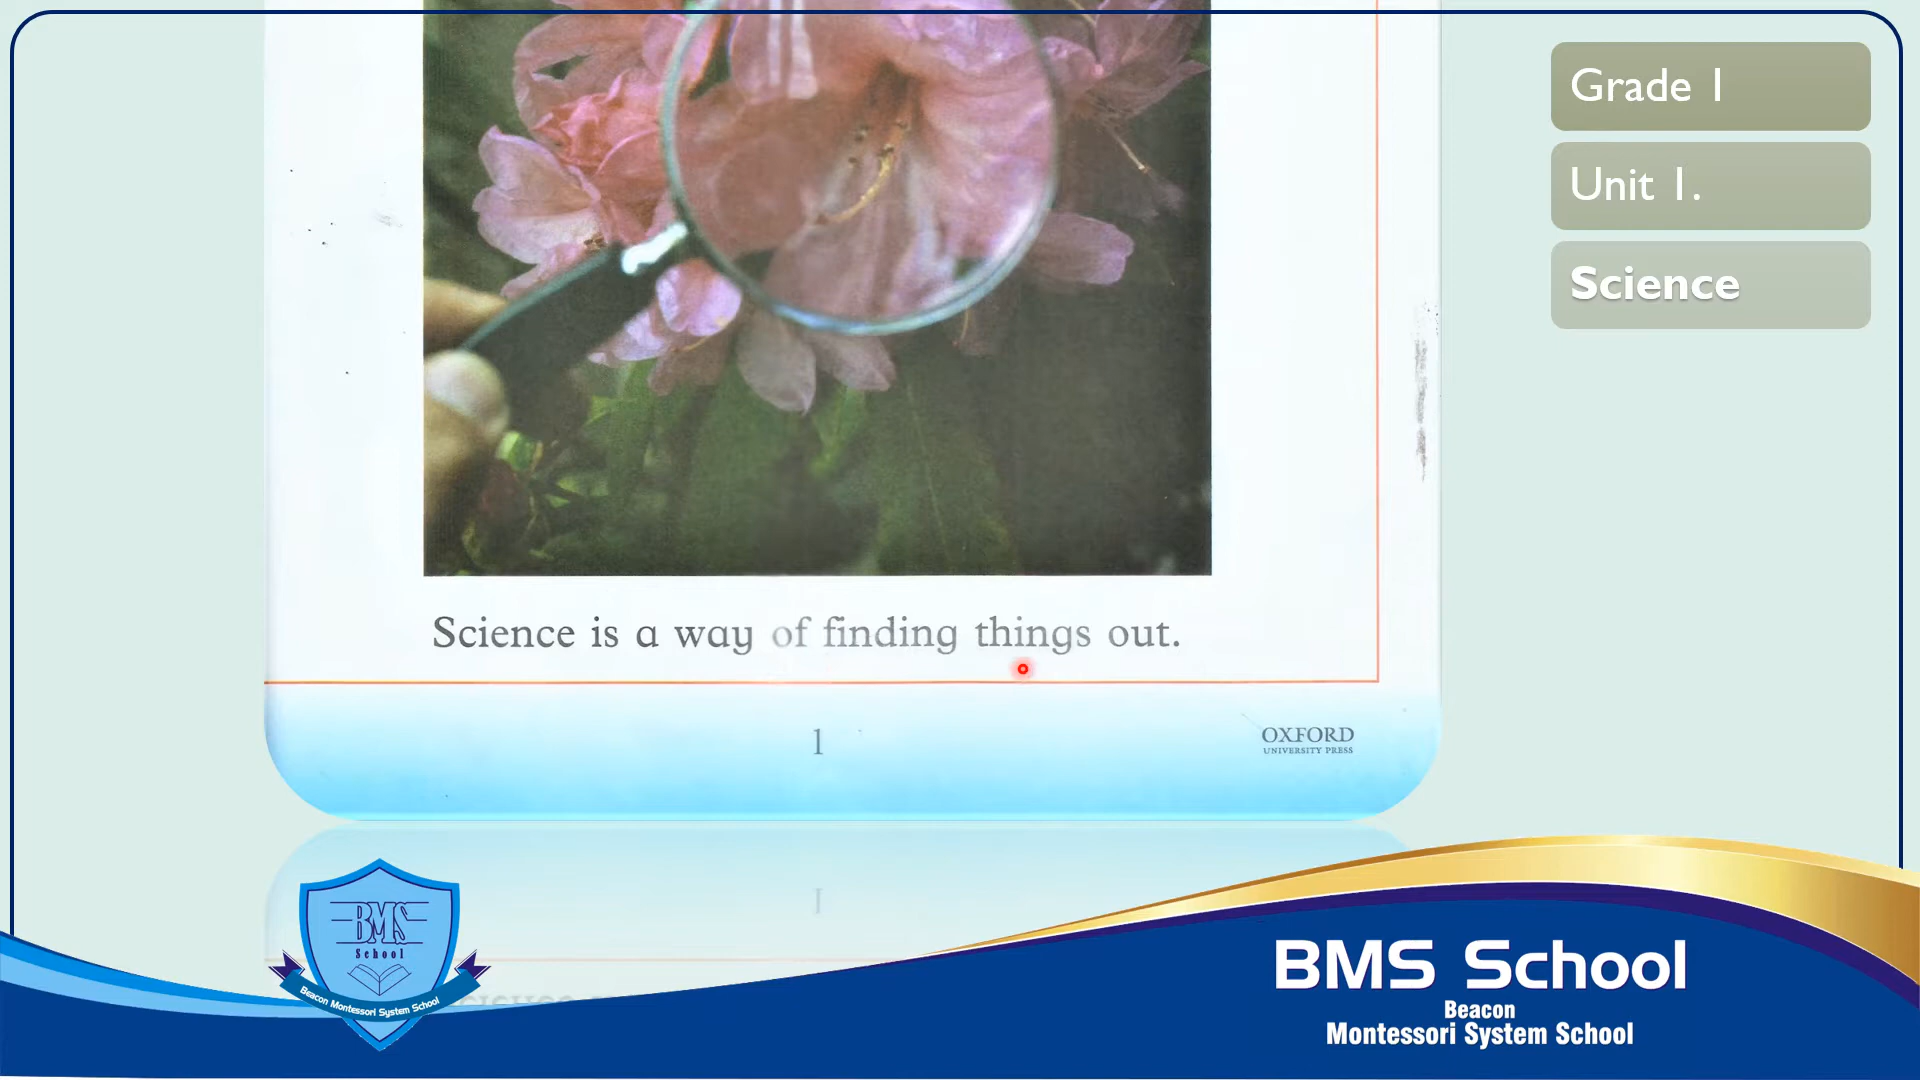 Grade 1
Unit 1.
Science
Science is a way of finding things out.
1
OXFORD
UNIVERSITY PRESS
BMS
School
Beacon Montessori System School
BMS School
Beacon
Montessori System School